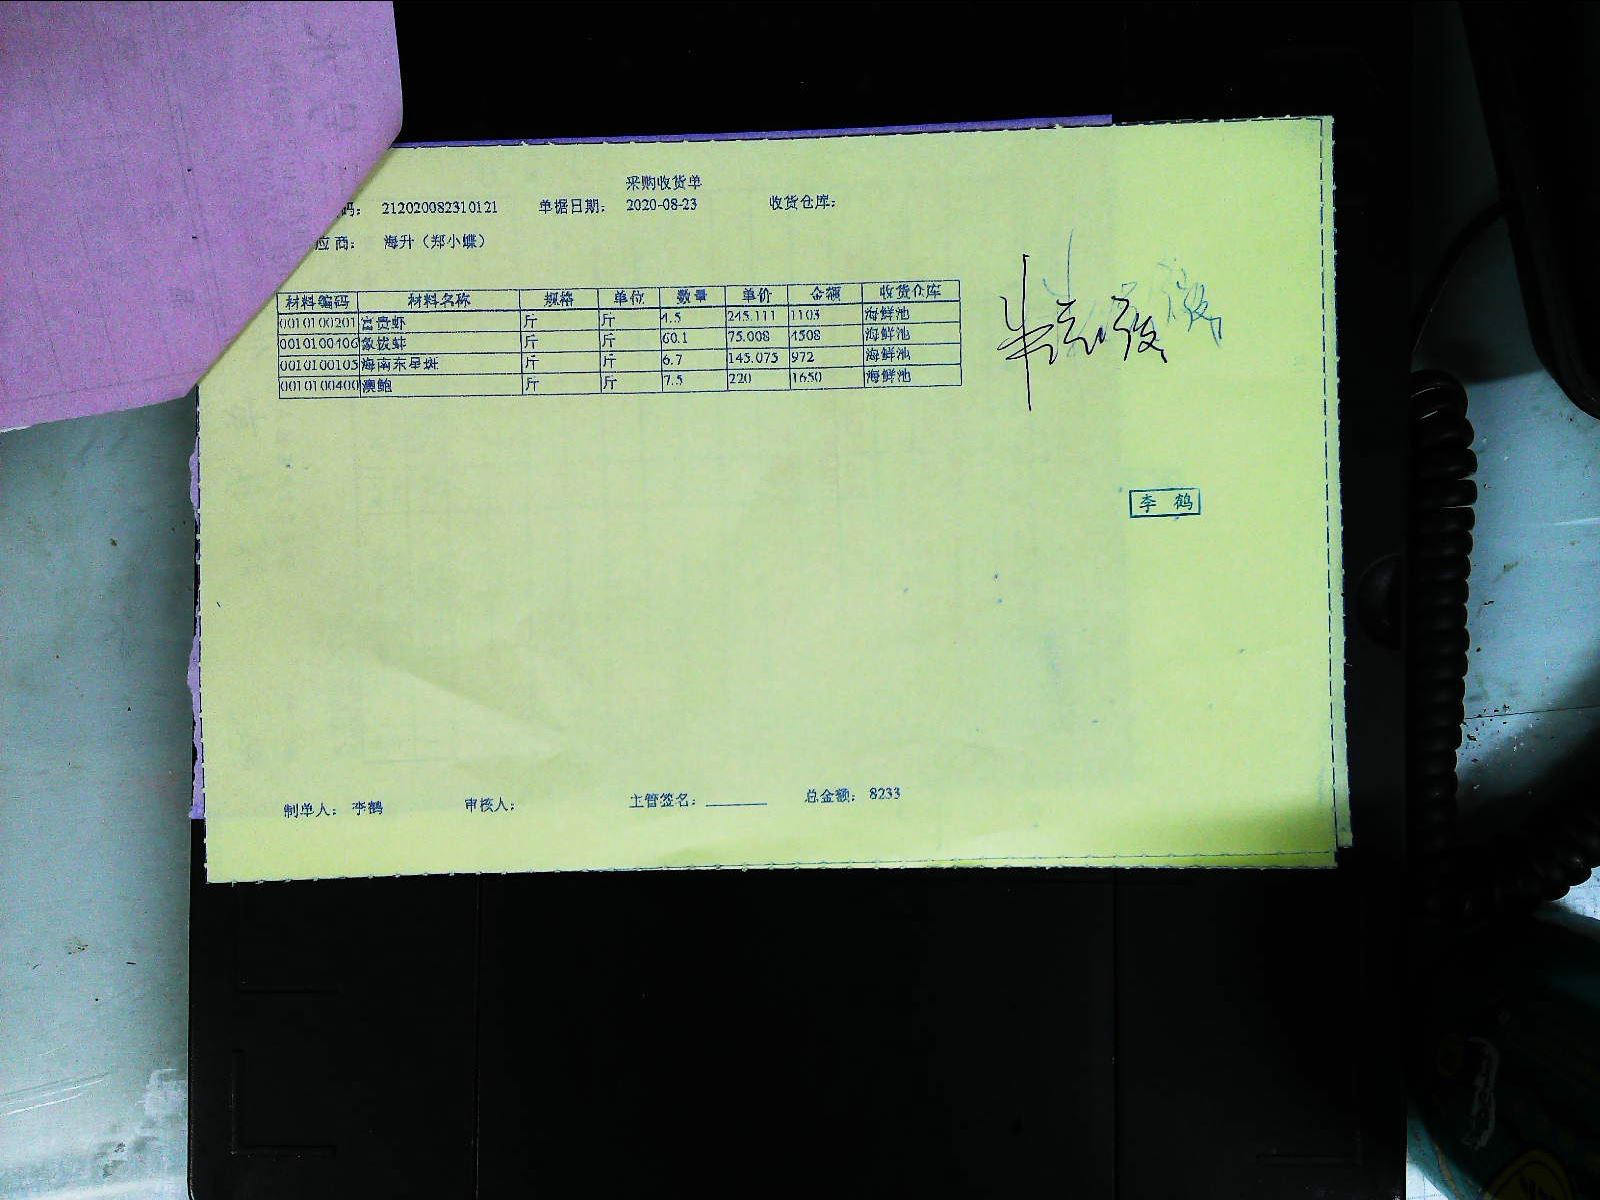 采购收货单
码： 212020082310121 单据日期： 2020-08-23 收货仓库：
应商： 海升（郑小蝶）
材料编码 材料名称 规格 单位 数量 单价 金额 收货仓库
0010100201 富贵虾 斤 斤 4.5 245.111 1103 海鲜池
0010100406 象拔蚌 斤 斤 60.1 75.008 4508 海鲜池
0010100105 海南东星斑 斤 斤 6.7 145.075 972 海鲜池
0010100400 澳鲍 斤 斤 7.5 220 1650 海鲜池
李 鹤
制单人： 李鹤 审核人： 主管签名： 总金额： 8233